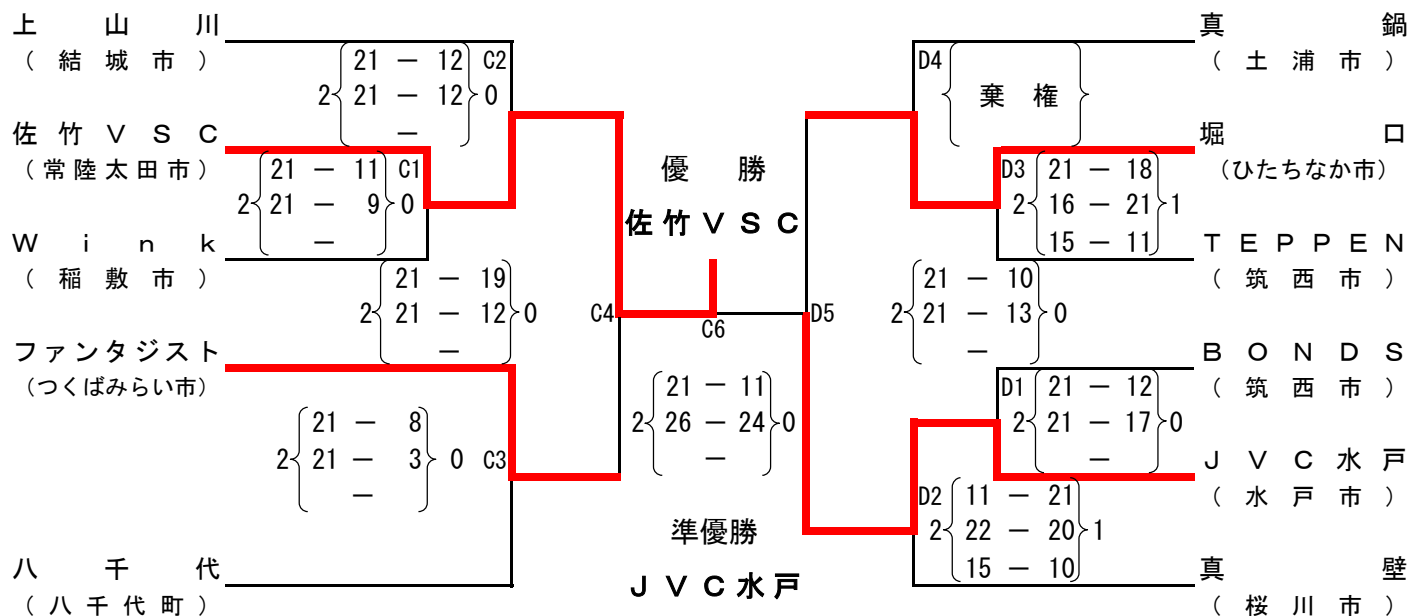 上山川
（結城市）
21 － 12 C2
2 21 － 12 0
－
佐竹ＶＳＣ
（常陸太田市）
21 － 11 C1
2 21 － 9 0
－
Ｗｉｎｋ
（稲敷市）
21 － 19
2 21 － 12 0
－
C4
ファンタジスト
（つくばみらい市）
21 － 8
2 21 － 3 0 C3
－
八千代
（八千代町）
優勝
佐竹ＶＳＣ
C6
21 － 11
2 26 － 24 0
－
準優勝
ＪＶＣ水戸
真鍋
（土浦市）
D4
棄権
堀口
（ひたちなか市）
D3 21 － 18
2 16 － 21 1
15 － 11
ＴＥＰＰＥＮ
（筑西市）
21 － 10
2 21 － 13 0
－
D5
ＢＯＮＤＳ
（筑西市）
D1 21 － 12
2 21 － 17 0
－
ＪＶＣ水戸
（水戸市）
D2 11 － 21
2 22 － 20 1
15 － 10
真壁
（桜川市）